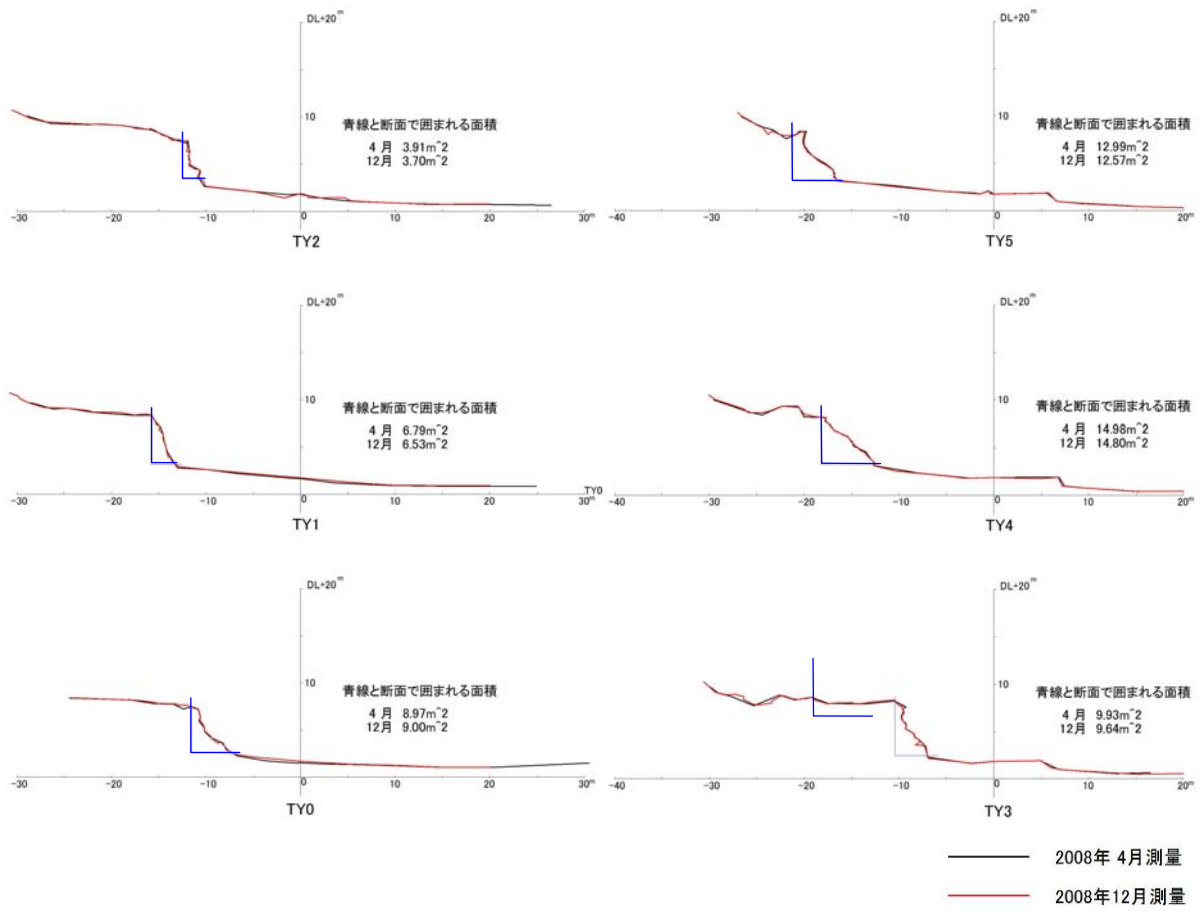 DL+20m
10
青線と断面で囲まれる面積
4 月 3.91m^2
12月 3.70m^2
-30 -20 -10 0 10 20 30m
TY2
DL+20m
10
青線と断面で囲まれる面積
4 月 12.99m^2
12月 12.57m^2
-40 -30 -20 -10 0 10 20m
TY5
DL+20m
10
青線と断面で囲まれる面積
4 月 6.79m^2
12月 6.53m^2
-30 -20 -10 0 10 20 30m
TY1
TY0
DL+20m
10
青線と断面で囲まれる面積
4 月 14.98m^2
12月 14.80m^2
-40 -30 -20 -10 0 10 20m
TY4
DL+20m
10
青線と断面で囲まれる面積
4 月 8.97m^2
12月 9.00m^2
-30 -20 -10 0 10 20 30m
TY0
DL+20m
10
青線と断面で囲まれる面積
4 月 9.93m^2
12月 9.64m^2
-40 -30 -20 -10 0 10 20m
TY3
2008年 4月測量
2008年12月測量